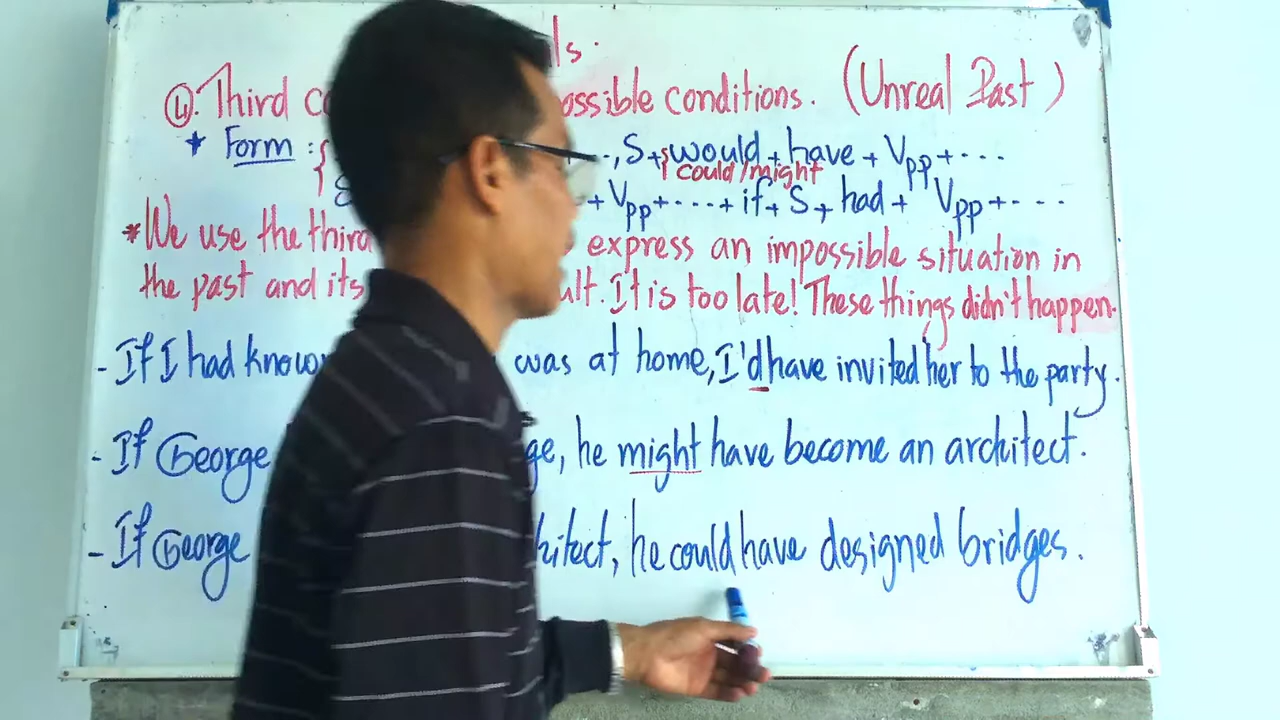 ls.
④. Third co ossible conditions. (Unreal Past)
* Form : { ..., S + { would + have + Vpp + ...
could / might
S + Vpp + ... + if + S + had + Vpp + ...
* We use the third express an impossible situation in
the past and its ult. It is too late! These things didn't happen.
- If I had know was at home, I'd have invited her to the party.
- If George ge, he might have become an architect.
- If George hitect, he could have designed bridges.